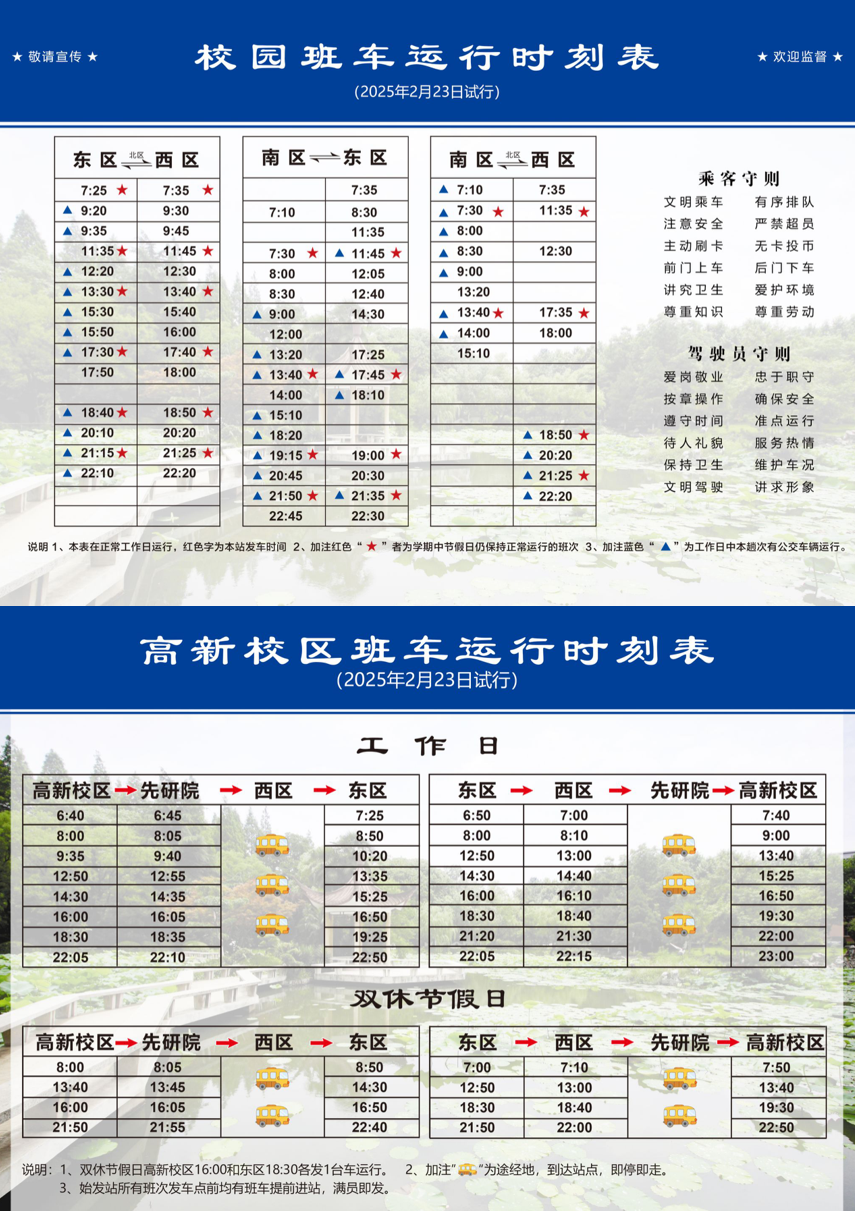 ★ 敬请宣传 ★
校园班车运行时刻表
★ 欢迎监督 ★
(2025年2月23日试行)
东区 北区 西区
7:25 ★ 7:35 ★
▲ 9:20 9:30
▲ 9:35 9:45
11:35 ★ 11:45 ★
▲ 12:20 12:30
▲ 13:30 ★ 13:40 ★
▲ 15:30 15:40
▲ 15:50 16:00
▲ 17:30 ★ 17:40 ★
17:50 18:00
▲ 18:40 ★ 18:50 ★
▲ 20:10 20:20
▲ 21:15 ★ 21:25 ★
▲ 22:10 22:20
南区 东区
7:35
7:10 8:30
11:35
7:30 ★ ▲ 11:45 ★
8:00 12:05
8:30 12:40
▲ 9:00 14:30
12:00
▲ 13:20 17:25
▲ 13:40 ★ ▲ 17:45 ★
14:00 ▲ 18:10
▲ 15:10
▲ 18:20
▲ 19:15 ★ 19:00 ★
▲ 20:45 20:30
▲ 21:50 ★ ▲ 21:35 ★
22:45 22:30
南区 北区 西区
▲ 7:10 7:35
▲ 7:30 ★ 11:35 ★
▲ 8:00
▲ 8:30 12:30
▲ 9:00
13:20
▲ 13:40 ★ 17:35 ★
▲ 14:00 18:00
15:10
▲ 18:50 ★
▲ 20:20
▲ 21:25 ★
▲ 22:20
乘客守则
文明乘车 有序排队
注意安全 严禁超员
主动刷卡 无卡投币
前门上车 后门下车
讲究卫生 爱护环境
尊重知识 尊重劳动
驾驶员守则
爱岗敬业 忠于职守
按章操作 确保安全
遵守时间 准点运行
待人礼貌 服务热情
保持卫生 维护车况
文明驾驶 讲求形象
说明 1、本表在正常工作日运行，红色字为本站发车时间 2、加注红色“ ★ ”者为学期中节假日仍保持正常运行的班次 3、加注蓝色“ ▲ ”为工作日中本趟次有公交车辆运行。
高新校区班车运行时刻表
(2025年2月23日试行)
工作日
高新校区 先研院 西区 东区
6:40 6:45 7:25
8:00 8:05 8:50
9:35 9:40 10:20
12:50 12:55 13:35
14:30 14:35 15:25
16:00 16:05 16:50
18:30 18:35 19:25
22:05 22:10 22:50
东区 西区 先研院 高新校区
6:50 7:00 7:40
8:00 8:10 9:00
12:50 13:00 13:40
14:30 14:40 15:25
16:00 16:10 16:50
18:30 18:40 19:30
21:20 21:30 22:00
22:05 22:15 23:00
双休节假日
高新校区 先研院 西区 东区
8:00 8:05 8:50
13:40 13:45 14:30
16:00 16:05 16:50
21:50 21:55 22:40
东区 西区 先研院 高新校区
7:00 7:10 7:50
12:50 13:00 13:40
18:30 18:40 19:30
21:50 22:00 22:50
说明：1、双休节假日高新校区16:00和东区18:30各发1台车运行。 2、加注“ ”为途经地，到达站点，即停即走。
3、始发站所有班次发车点前均有班车提前进站，满员即发。